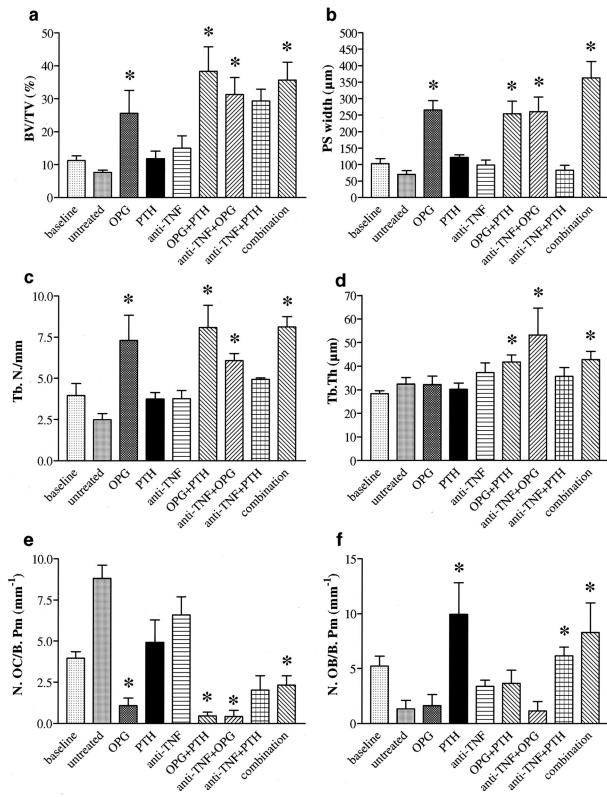 a
BV/TV (%)
50
40
30
20
10
0
*
*
*
*
baseline
untreated
OPG
PTH
anti-TNF
OPG+PTH
anti-TNF+OPG
anti-TNF+PTH
combination
b
PS width (µm)
500
450
400
350
300
250
200
150
100
50
0
*
*
*
*
baseline
untreated
OPG
PTH
anti-TNF
OPG+PTH
anti-TNF+OPG
anti-TNF+PTH
combination
c
Tb. N./mm
10.0
7.5
5.0
2.5
0.0
*
*
*
*
baseline
untreated
OPG
PTH
anti-TNF
OPG+PTH
anti-TNF+OPG
anti-TNF+PTH
combination
d
Tb.Th (µm)
70
60
50
40
30
20
10
0
*
*
*
baseline
untreated
OPG
PTH
anti-TNF
OPG+PTH
anti-TNF+OPG
anti-TNF+PTH
combination
e
N. OC/B. Pm (mm-1)
10.0
7.5
5.0
2.5
0.0
*
*
*
*
baseline
untreated
OPG
PTH
anti-TNF
OPG+PTH
anti-TNF+OPG
anti-TNF+PTH
combination
f
N. OB/B. Pm (mm-1)
15
10
5
0
*
*
*
baseline
untreated
OPG
PTH
anti-TNF
OPG+PTH
anti-TNF+OPG
anti-TNF+PTH
combination